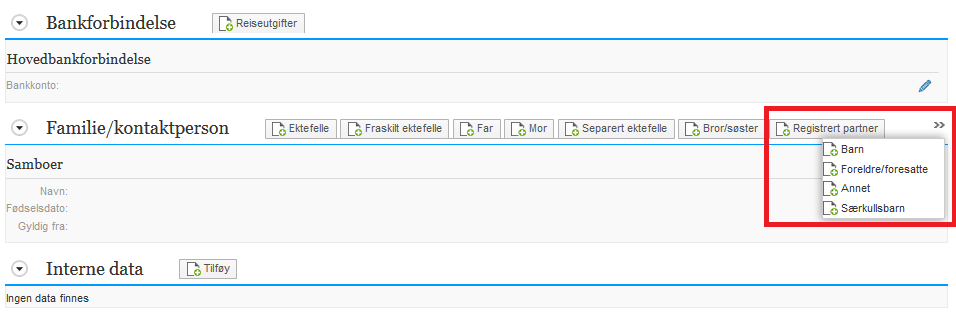 Bankforbindelse Reiseutgifter
Hovedbankforbindelse
Bankkonto:
Familie/kontaktperson Ektefelle Fraskilt ektefelle Far Mor Separert ektefelle Bror/søster Registrert partner »
Barn
Samboer
Foreldre/foresatte
Navn:
Annet
Fødselsdato:
Særkullsbarn
Gyldig fra:
Interne data Tilføy
Ingen data finnes